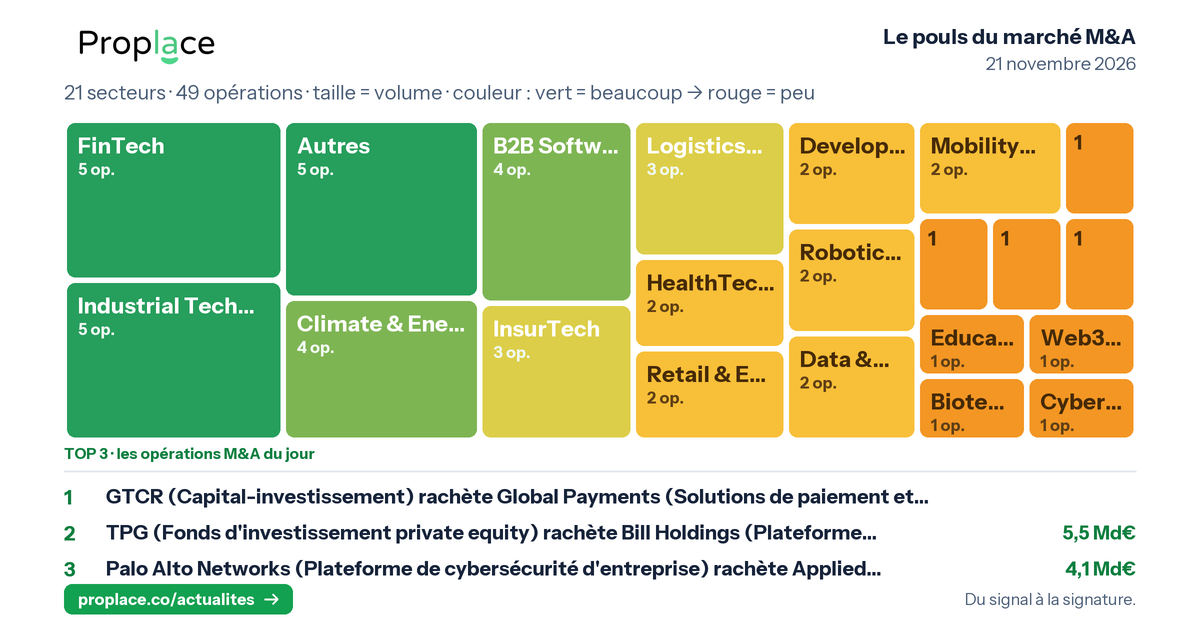 Proplace
Le pouls du marché M&A
21 novembre 2026
21 secteurs · 49 opérations · taille = volume · couleur : vert = beaucoup → rouge = peu
FinTech
5 op.
Industrial Tech...
5 op.
Autres
5 op.
Climate & Ene...
4 op.
B2B Softw...
4 op.
InsurTech
3 op.
Logistics...
3 op.
HealthTec...
2 op.
Retail & E...
2 op.
Develop...
2 op.
Robotic...
2 op.
Data &...
2 op.
Mobility...
2 op.
1
1
1
1
Educa...
1 op.
Web3...
1 op.
Biote...
1 op.
Cyber...
1 op.
TOP 3 · les opérations M&A du jour
1 GTCR (Capital-investissement) rachète Global Payments (Solutions de paiement et...
2 TPG (Fonds d'investissement private equity) rachète Bill Holdings (Plateforme... 5,5 Md€
3 Palo Alto Networks (Plateforme de cybersécurité d'entreprise) rachète Applied... 4,1 Md€
proplace.co/actualites →
Du signal à la signature.